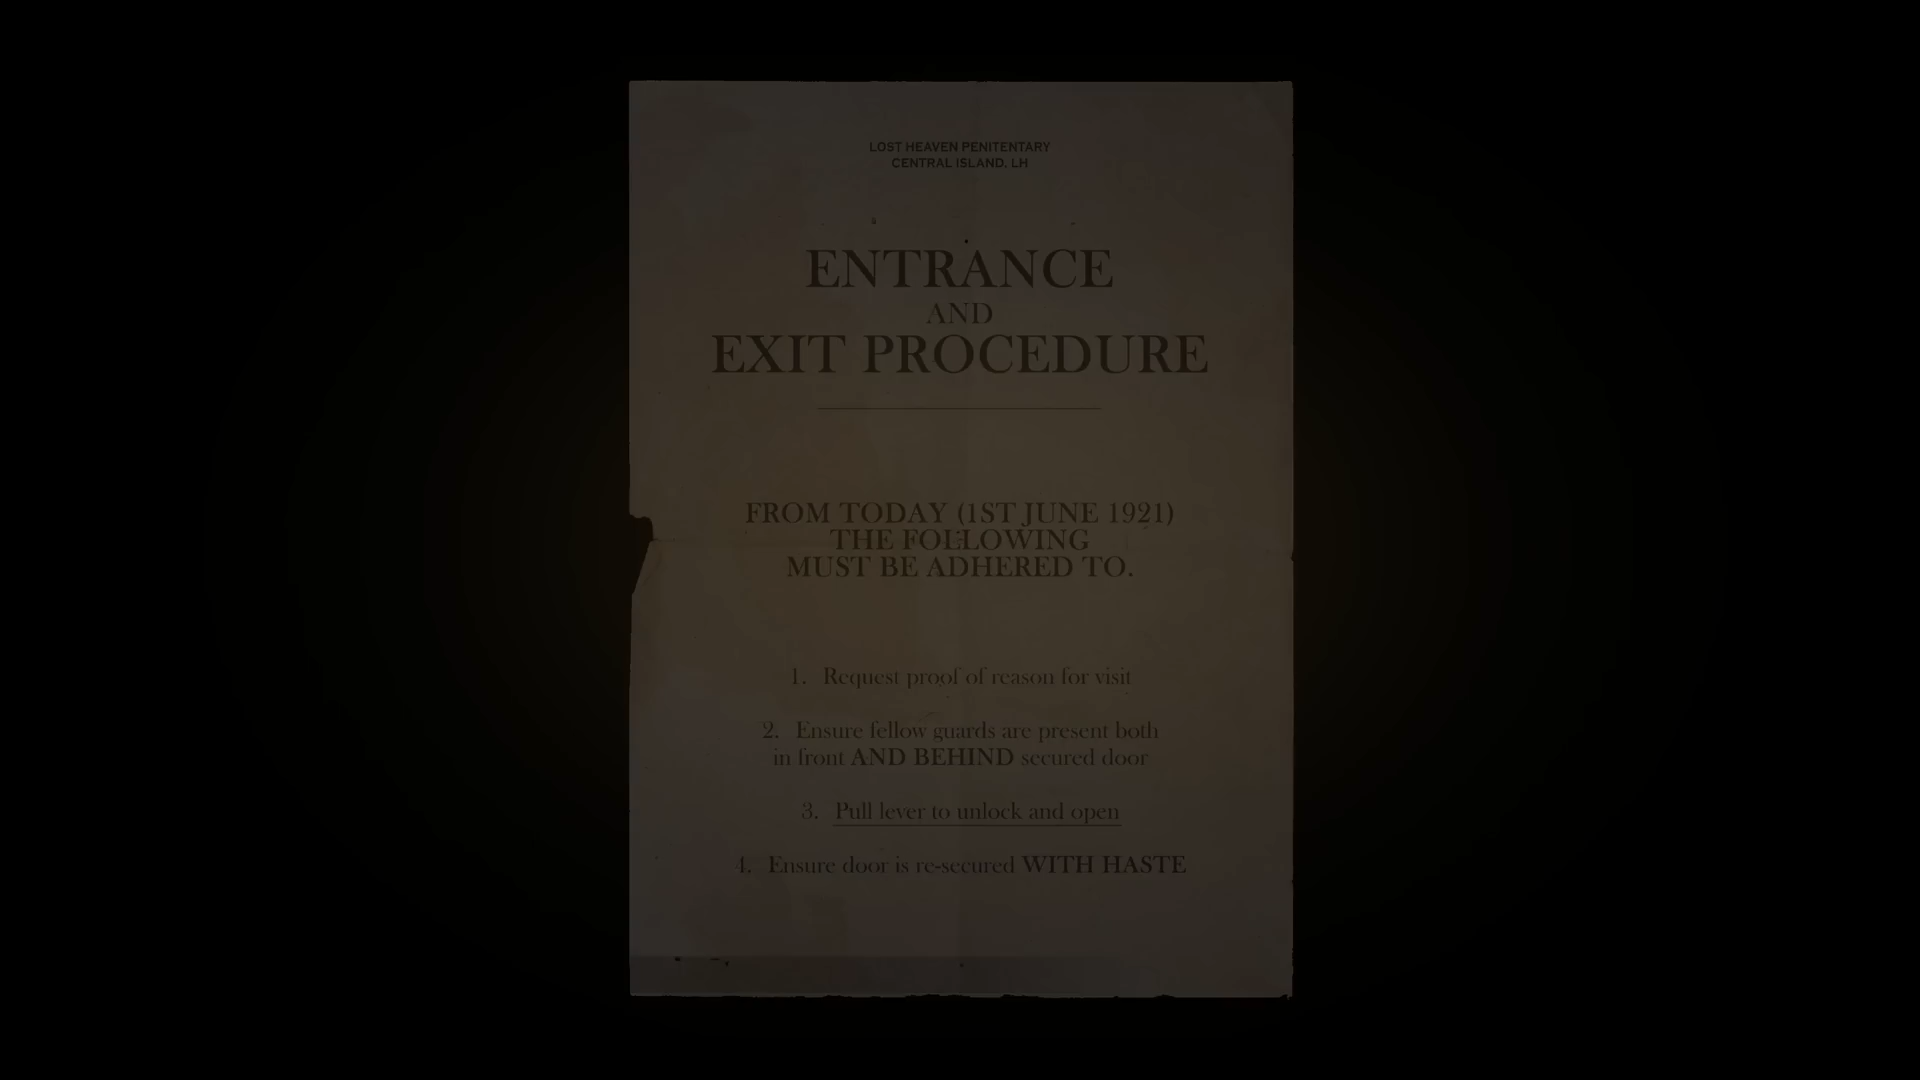 LOST HEAVEN PENITENTARY
CENTRAL ISLAND, LH
ENTRANCE
AND
EXIT PROCEDURE
FROM TODAY (1ST JUNE 1921)
THE FOLLOWING
MUST BE ADHERED TO.
1. Request proof of reason for visit
2. Ensure fellow guards are present both
in front AND BEHIND secured door
3. Pull lever to unlock and open
4. Ensure door is re-secured WITH HASTE